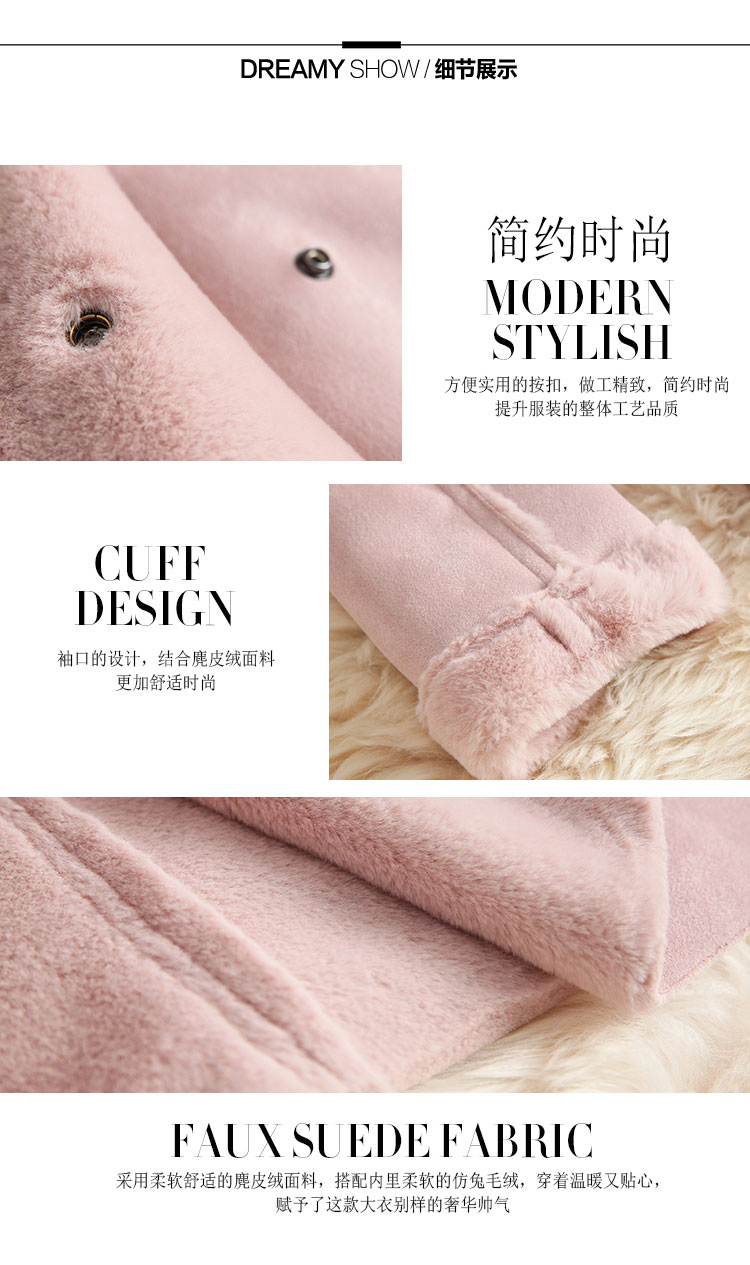 DREAMY SHOW / 细节展示
简约时尚
MODERN
STYLISH
方便实用的按扣，做工精致，简约时尚
提升服装的整体工艺品质
CUFF
DESIGN
袖口的设计，结合麂皮绒面料
更加舒适时尚
FAUX SUEDE FABRIC
采用柔软舒适的麂皮绒面料，搭配内里柔软的仿兔毛绒，穿着温暖又贴心，
赋予了这款大衣别样的奢华帅气